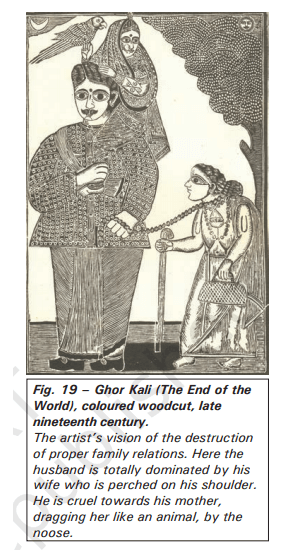 Fig. 19 – Ghor Kali (The End of the
World), coloured woodcut, late
nineteenth century.
The artist's vision of the destruction
of proper family relations. Here the
husband is totally dominated by his
wife who is perched on his shoulder.
He is cruel towards his mother,
dragging her like an animal, by the
noose.